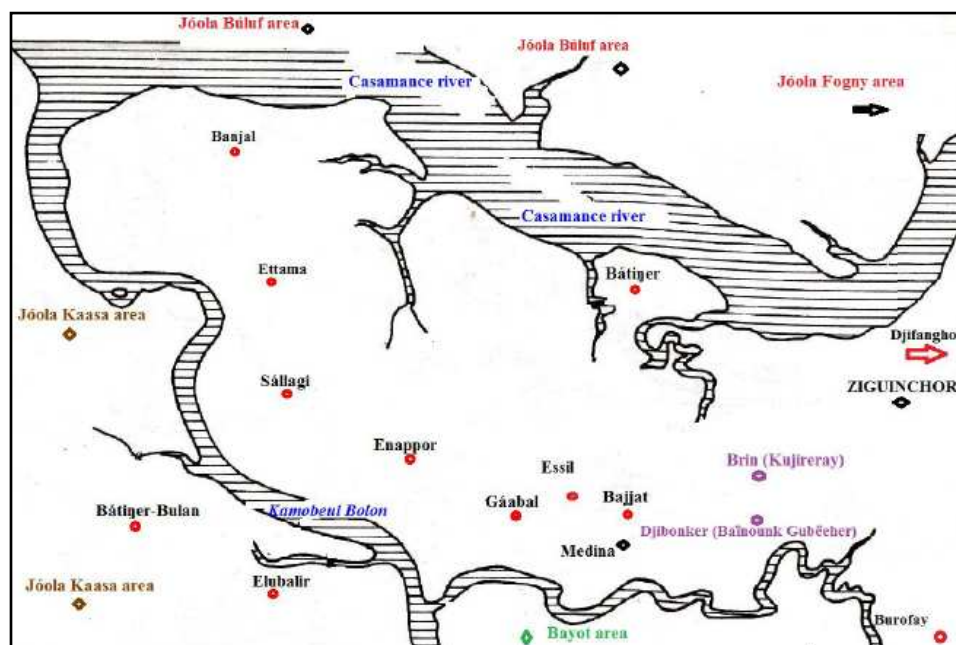 Jóola Búluf area
Jóola Búluf area
Casamance river
Jóola Fogny area
Banjal
Casamance river
Ettama
Bátiŋer
Jóola Kaasa area
Djifangho
Sállagi
ZIGUINCHOR
Enappor
Essil
Brin (Kujireray)
Gáabal
Bajjat
Bátiŋer-Bulan
Kamobeul Bolon
Djibonker (Baïnounk Gubëeher)
Medina
Jóola Kaasa area
Elubalir
Bayot area
Burofay